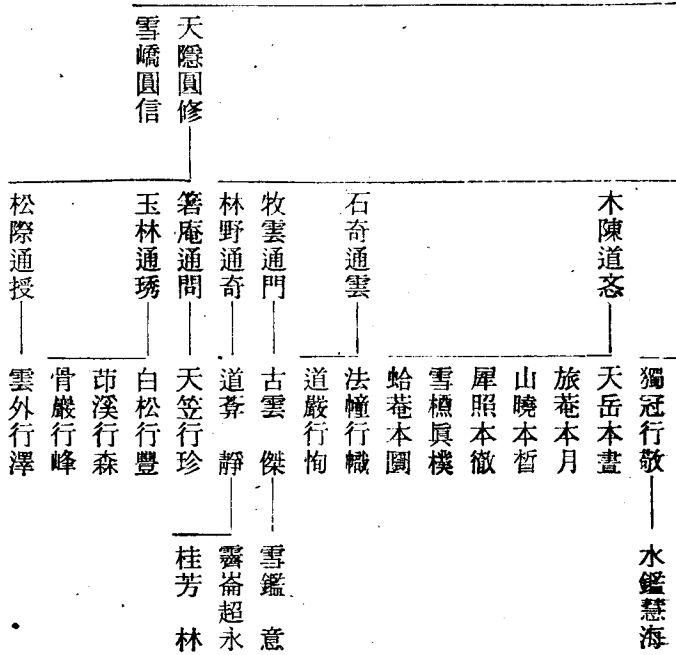 天隱圓修
雪嶠圓信
木陳道忞
石奇通雲
牧雲通門
林野通奇
箬庵通問
玉林通琇
松際通授
獨冠行敬
天岳本晝
旅菴本月
山曉本晳
犀照本徹
雪櫄眞樸
蛤菴本圓
法幢行幟
道嚴行恂
古雲 傑
道莽 靜
天笠行珍
白松行豐
茚溪行森
骨巖行峰
雲外行澤
水鑑慧海
雪鑑 意
霽崙超永
桂芳 林